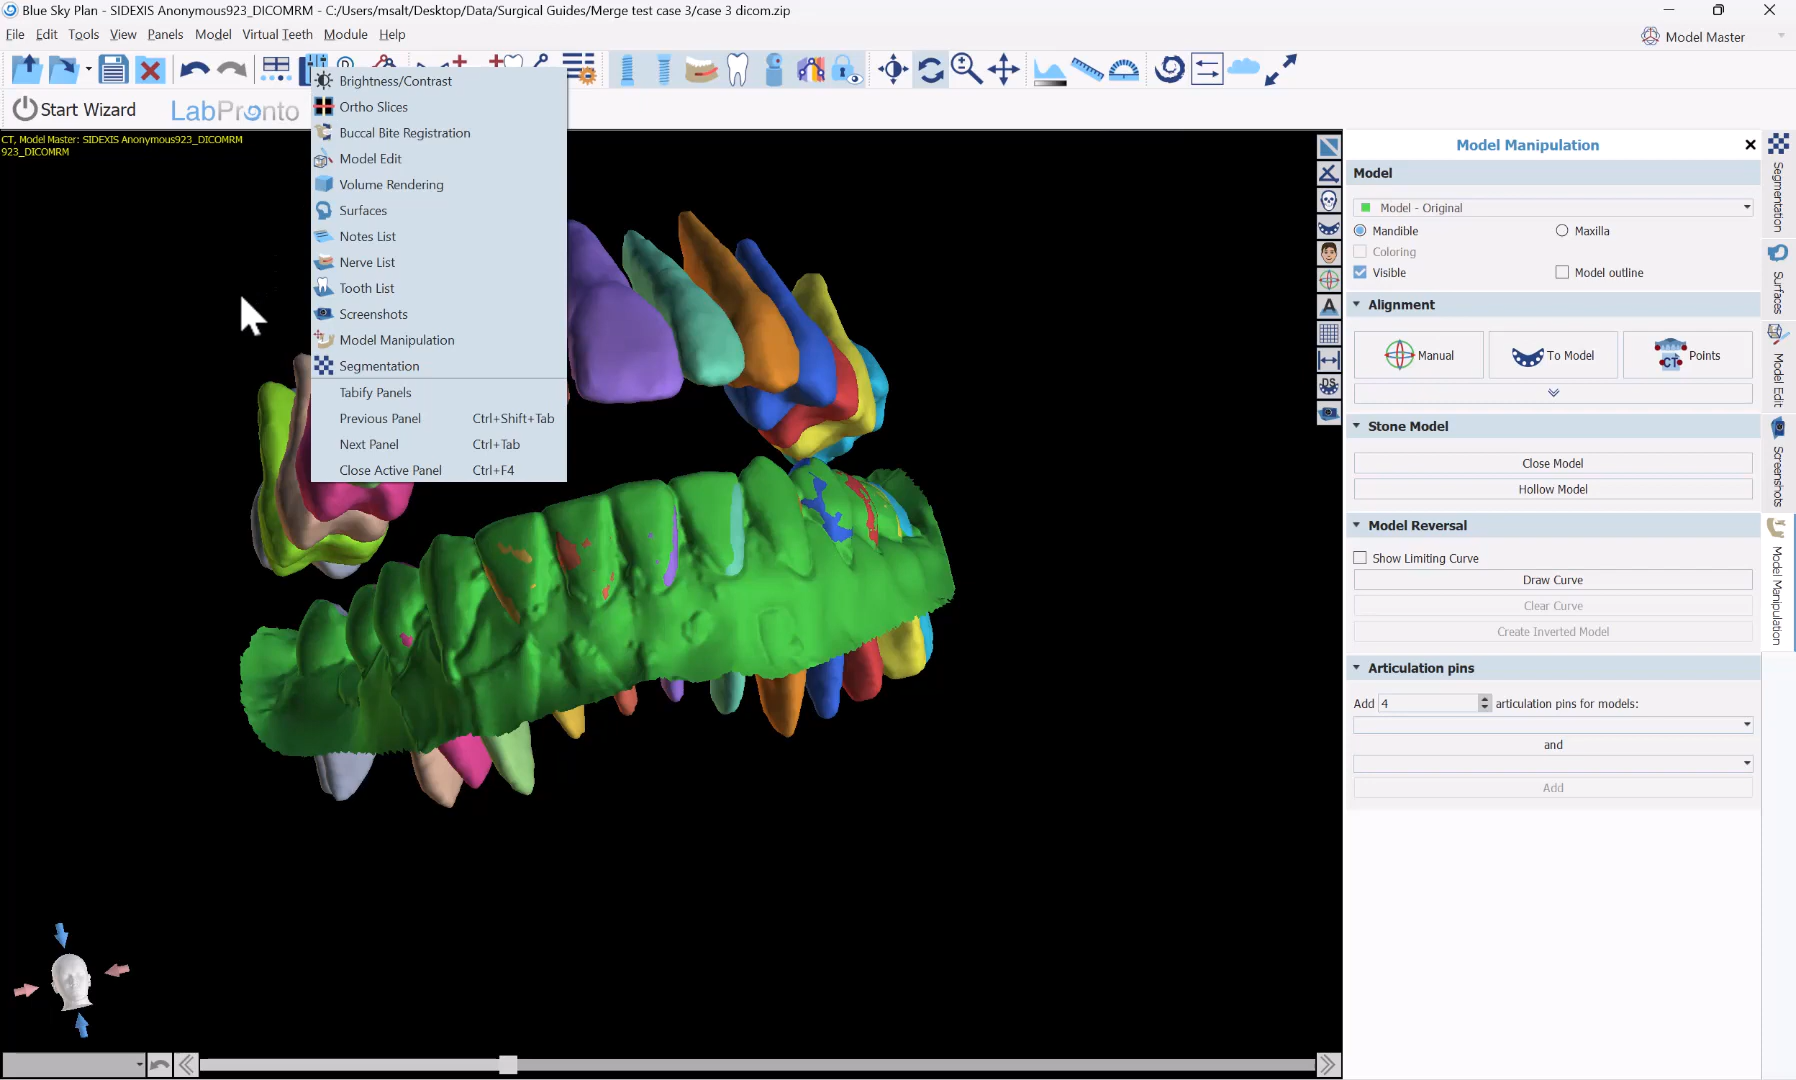 Blue Sky Plan - SIDEXIS Anonymous923_DICOMRM - C:/Users/msalt/Desktop/Data/Surgical Guides/Merge test case 3/case 3 dicom.zip
File Edit Tools View Panels Model Virtual Teeth Module Help
Model Master
Start Wizard
LabPronto
CT, Model Master: SIDEXIS Anonymous923_DICOMRM
923_DICOMRM
Brightness/Contrast
Ortho Slices
Buccal Bite Registration
Model Edit
Volume Rendering
Surfaces
Notes List
Nerve List
Tooth List
Screenshots
Model Manipulation
Segmentation
Tabify Panels
Previous Panel Ctrl+Shift+Tab
Next Panel Ctrl+Tab
Close Active Panel Ctrl+F4
Model Manipulation
Model
Model - Original
Mandible Maxilla
Coloring
Visible Model outline
Alignment
Manual To Model CT Points
Stone Model
Close Model
Hollow Model
Model Reversal
Show Limiting Curve
Draw Curve
Clear Curve
Create Inverted Model
Articulation pins
Add 4 articulation pins for models:
and
Add
Segmentation
Surfaces
Model Edit
Screenshots
Model Manipulation
A
DS